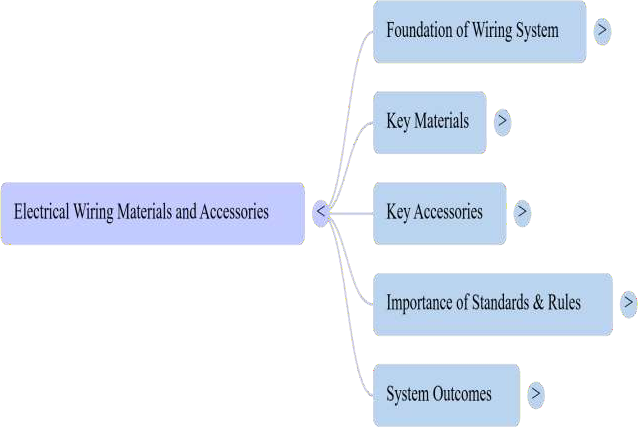 Electrical Wiring Materials and Accessories
<
Foundation of Wiring System
>
Key Materials
>
Key Accessories
>
Importance of Standards & Rules
>
System Outcomes
>